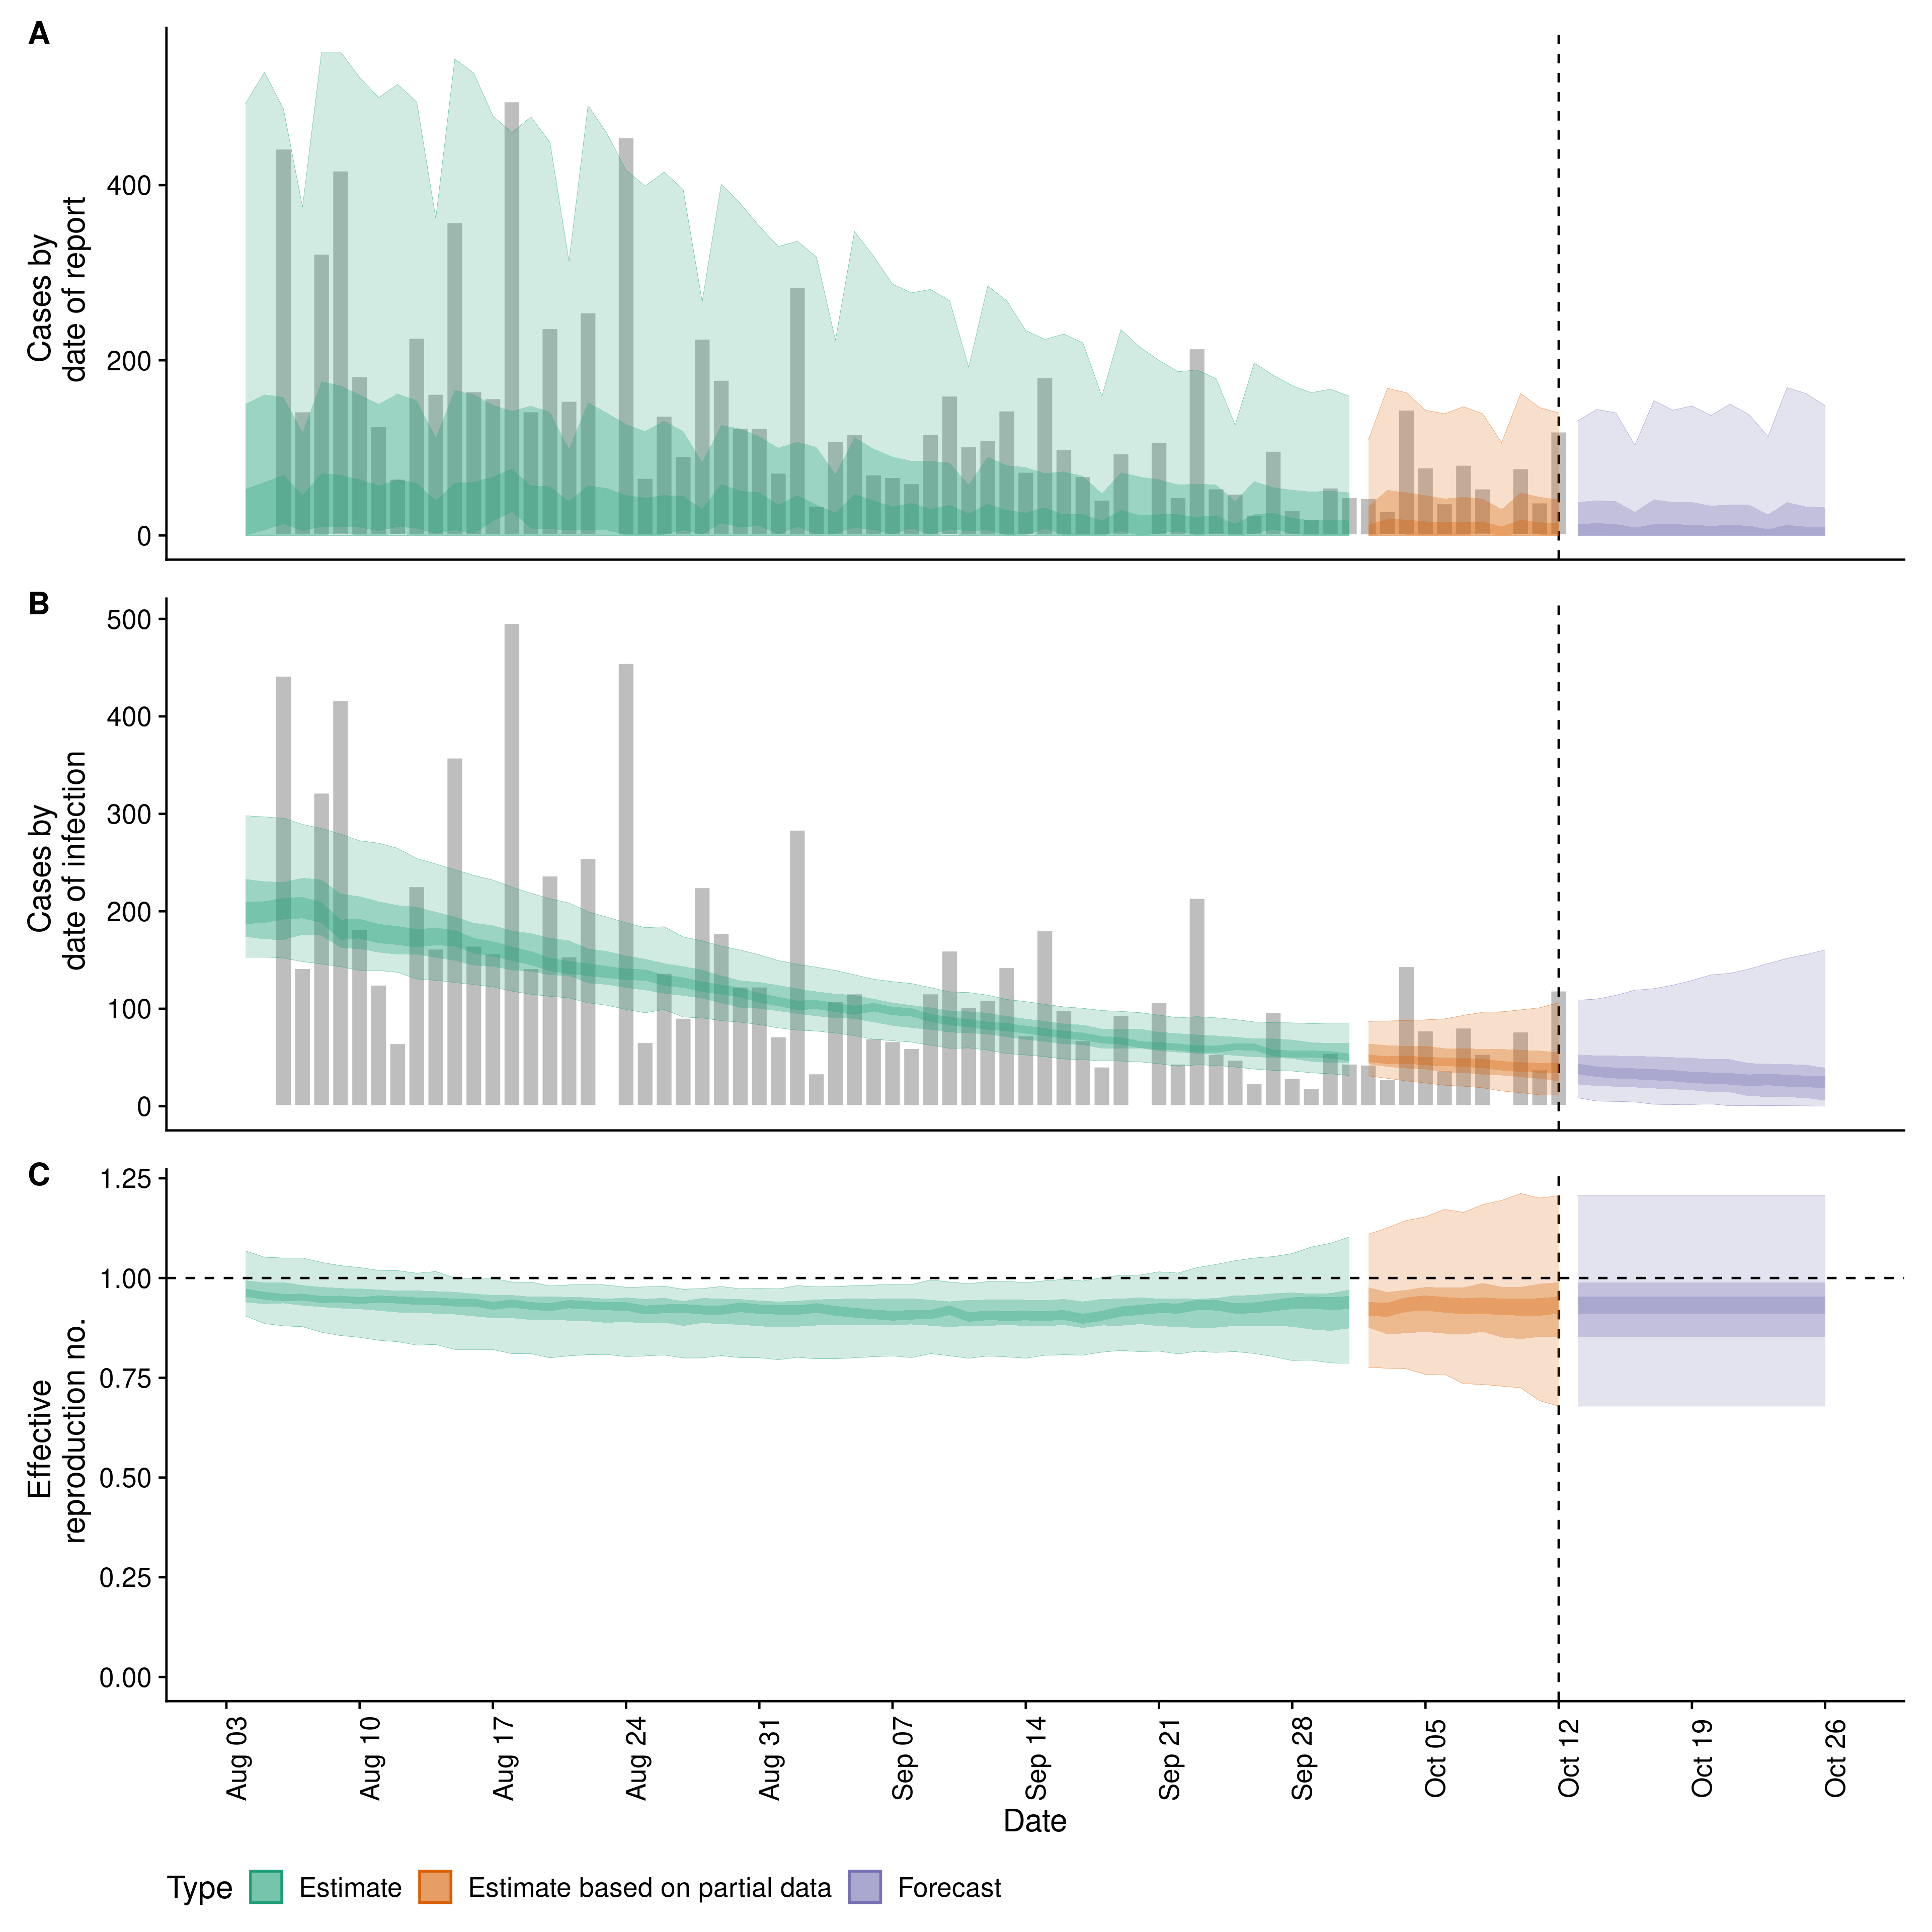 A
Cases by
date of report
400
200
0
B
Cases by
date of infection
500
400
300
200
100
0
C
Effective
reproduction no.
1.25
1.00
0.75
0.50
0.25
0.00
Aug 03
Aug 10
Aug 17
Aug 24
Aug 31
Sep 07
Sep 14
Sep 21
Sep 28
Oct 05
Oct 12
Oct 19
Oct 26
Date
Type Estimate Estimate based on partial data Forecast